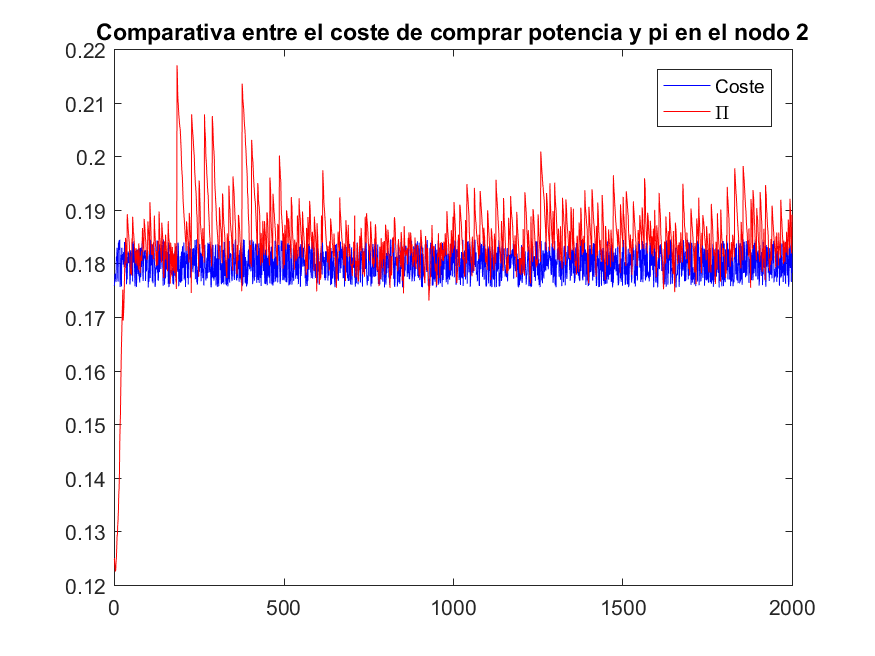 Comparativa entre el coste de comprar potencia y pi en el nodo 2
0.22
0.21
0.2
0.19
0.18
0.17
0.16
0.15
0.14
0.13
0.12
Coste
Π
0 500 1000 1500 2000